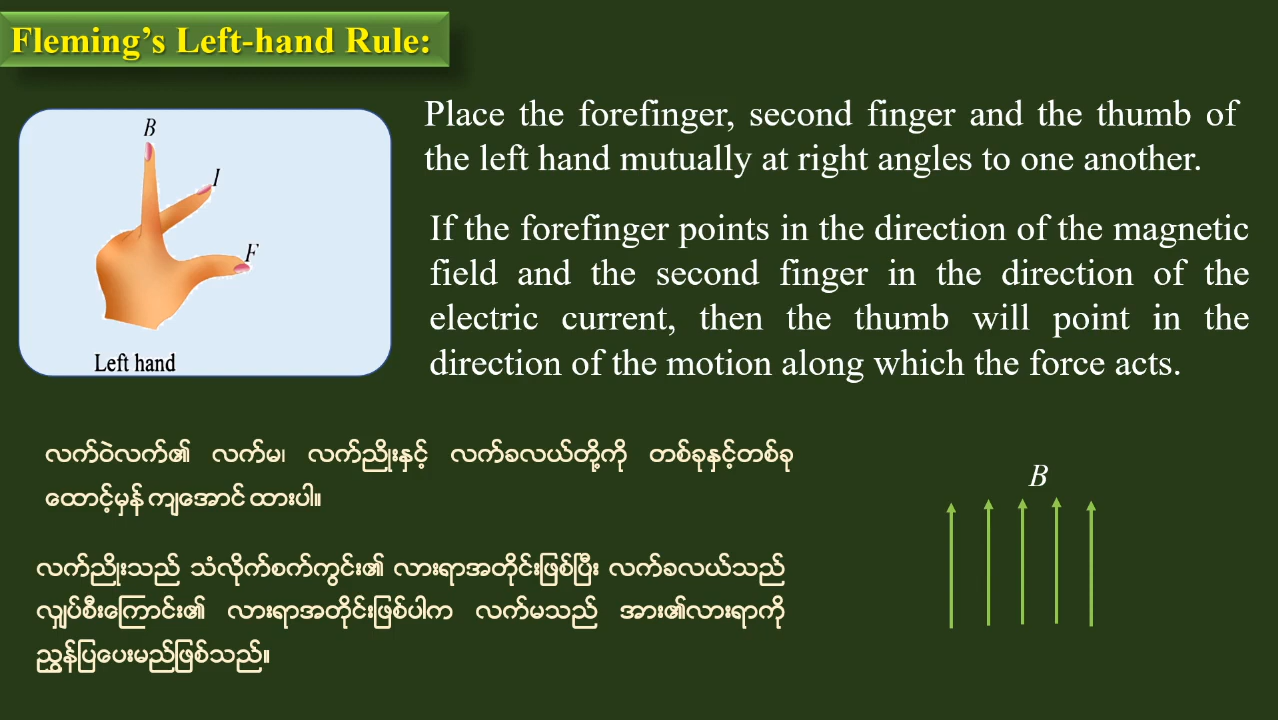 Fleming’s Left-hand Rule:
B
I
F
Left hand
Place the forefinger, second finger and the thumb of
the left hand mutually at right angles to one another.
If the forefinger points in the direction of the magnetic
field and the second finger in the direction of the
electric current, then the thumb will point in the
direction of the motion along which the force acts.
လက်ဝဲလက်၏ လက်မ၊ လက်ညှိုးနှင့် လက်ခလယ်တို့ကို တစ်ခုနှင့်တစ်ခု
ထောင့်မှန်ကျအောင်ထားပါ။
လက်ညှိုးသည် သံလိုက်စက်ကွင်း၏ လားရာအတိုင်းဖြစ်ပြီး လက်ခလယ်သည်
လျှပ်စီးကြောင်း၏ လားရာအတိုင်းဖြစ်ပါက လက်မသည် အား၏လားရာကို
ညွှန်ပြပေးမည်ဖြစ်သည်။
B